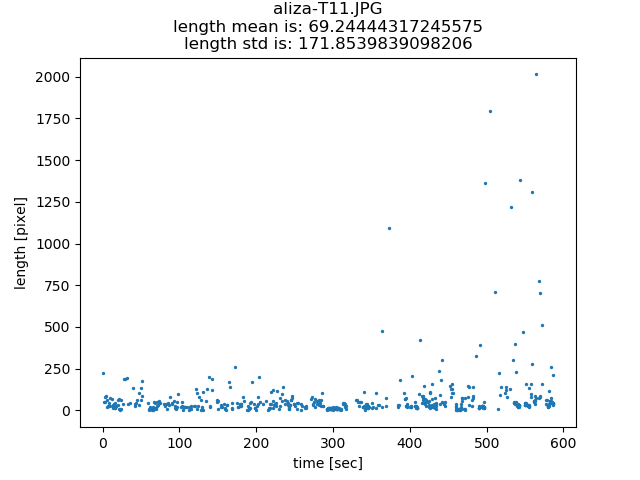 aliza-T11.JPG
length mean is: 69.24444317245575
length std is: 171.8539839098206
2000
1750
1500
1250
1000
750
500
250
0
length [pixel]
0 100 200 300 400 500 600
time [sec]